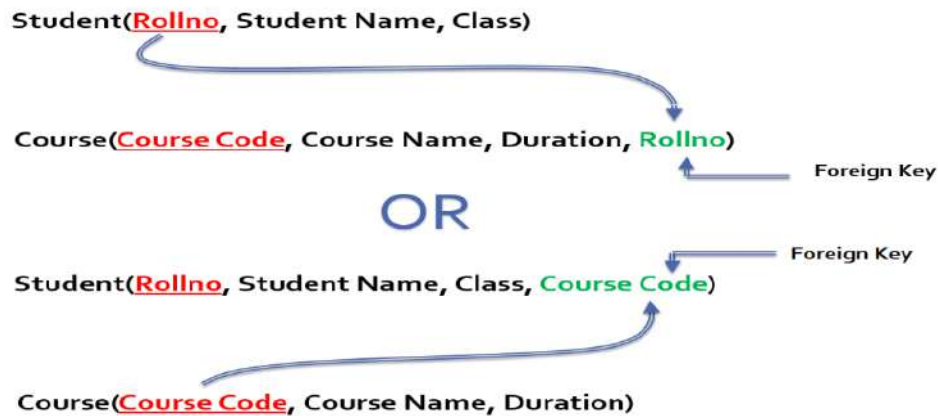 Student(Rollno, Student Name, Class)
Course(Course Code, Course Name, Duration, Rollno)
Foreign Key
OR
Foreign Key
Student(Rollno, Student Name, Class, Course Code)
Course(Course Code, Course Name, Duration)